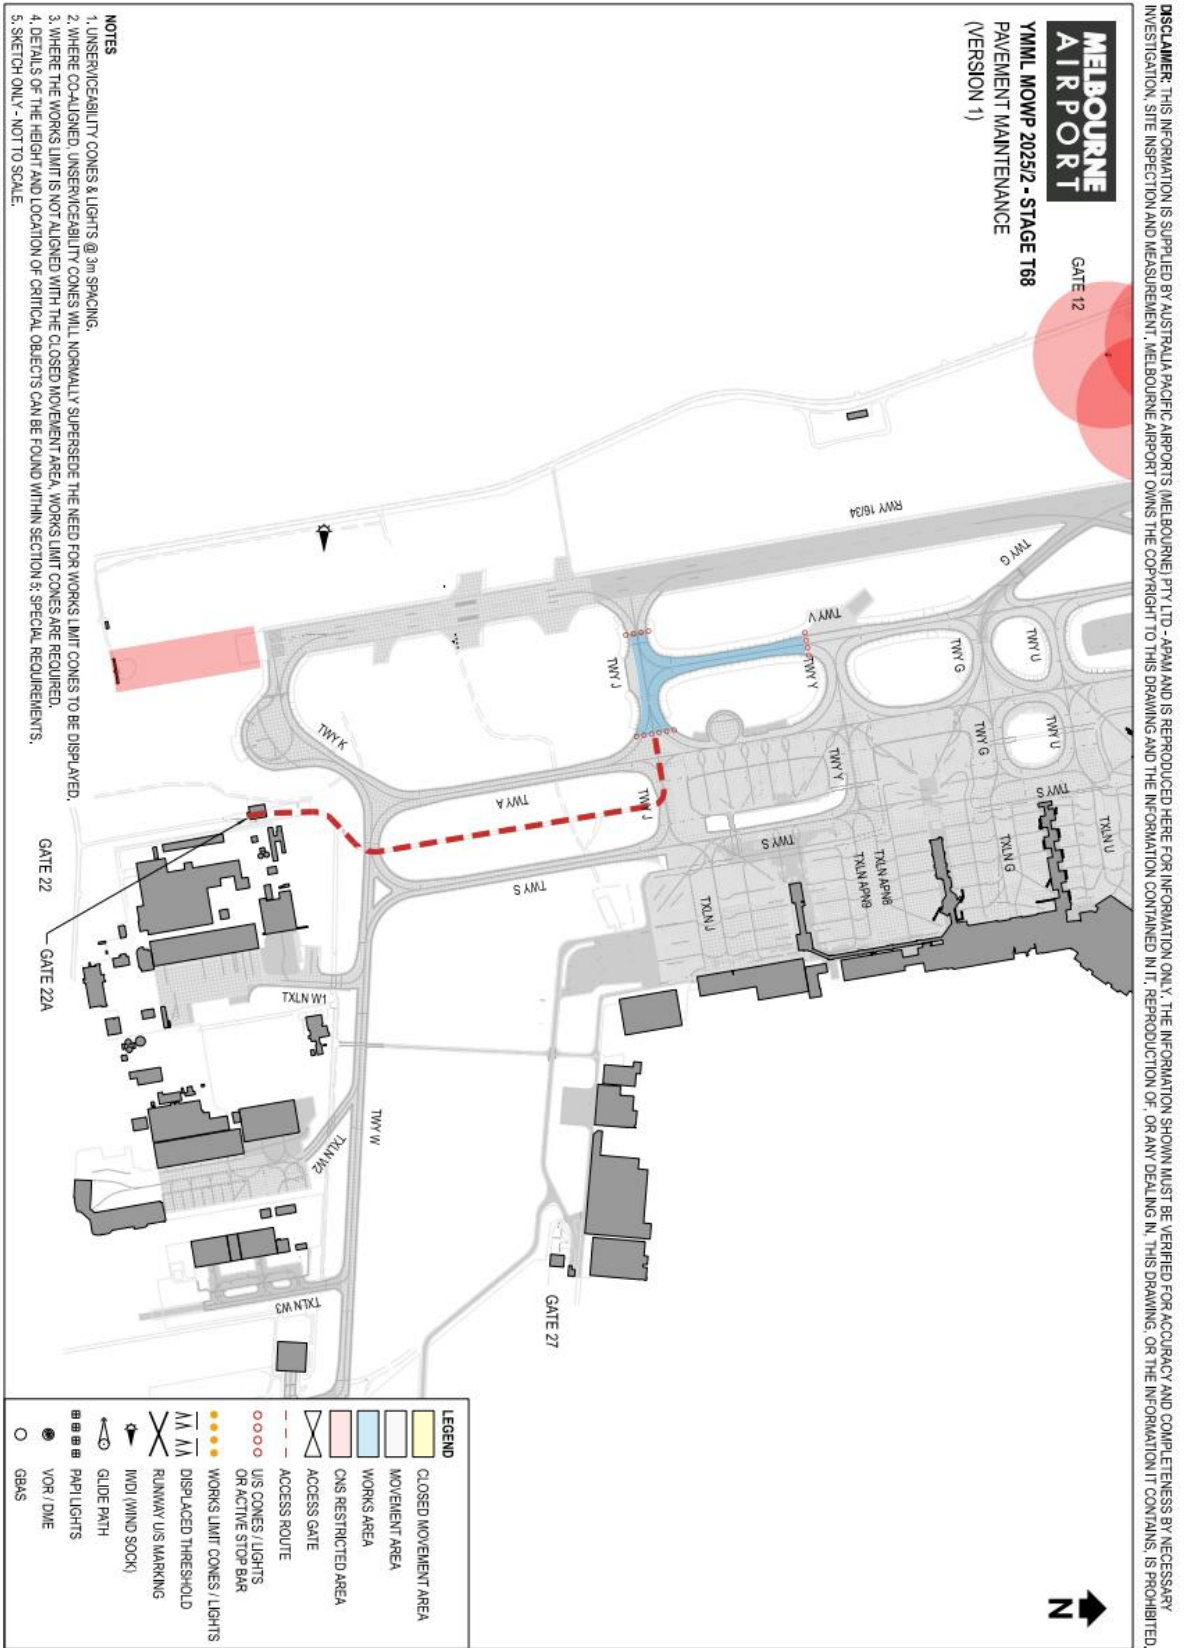 DISCLAIMER: THIS INFORMATION IS SUPPLIED BY AUSTRALIA PACIFIC AIRPORTS (MELBOURNE) PTY LTD - APAM AND IS REPRODUCED HERE FOR INFORMATION ONLY. THE INFORMATION SHOWN MUST BE VERIFIED FOR ACCURACY AND COMPLETENESS BY NECESSARY
INVESTIGATION, SITE INSPECTION AND MEASUREMENT. MELBOURNE AIRPORT OWNS THE COPYRIGHT TO THIS DRAWING AND THE INFORMATION CONTAINED IN IT, REPRODUCTION OF, OR ANY DEALING IN, THIS DRAWING, OR THE INFORMATION IT CONTAINS, IS PROHIBITED.
MELBOURNE
AIRPORT
YMML MOWP 2025/2 - STAGE T68
PAVEMENT MAINTENANCE
(VERSION 1)
GATE 12
RWY 16/34
TWY G
TWY V
TWY Y
TWY J
TWY G
TWY U
TWY G
TWY U
TWY Y
TWY K
TWY A
TWY J
TWY S
TWY S
TWY S
TXLN U
TXLN G
TXLN APN8
TXLN APN9
TXLN J
GATE 22
GATE 22A
TXLN W1
TWY W
TXLN W2
TXLN W3
GATE 27
N
NOTES
1. UNSERVICEABILITY CONES & LIGHTS @ 3m SPACING.
2. WHERE CO-ALIGNED, UNSERVICEABILITY CONES WILL NORMALLY SUPERSEDE THE NEED FOR WORKS LIMIT CONES TO BE DISPLAYED.
3. WHERE THE WORKS LIMIT IS NOT ALIGNED WITH THE CLOSED MOVEMENT AREA, WORKS LIMIT CONES ARE REQUIRED.
4. DETAILS OF THE HEIGHT AND LOCATION OF CRITICAL OBJECTS CAN BE FOUND WITHIN SECTION 5; SPECIAL REQUIREMENTS.
5. SKETCH ONLY - NOT TO SCALE.
LEGEND
CLOSED MOVEMENT AREA
MOVEMENT AREA
WORKS AREA
CNS RESTRICTED AREA
ACCESS GATE
ACCESS ROUTE
U/S CONES / LIGHTS
OR ACTIVE STOP BAR
WORKS LIMIT CONES / LIGHTS
DISPLACED THRESHOLD
RUNWAY U/S MARKING
IWDI (WIND SOCK)
GLIDE PATH
PAPI LIGHTS
VOR / DME
GBAS